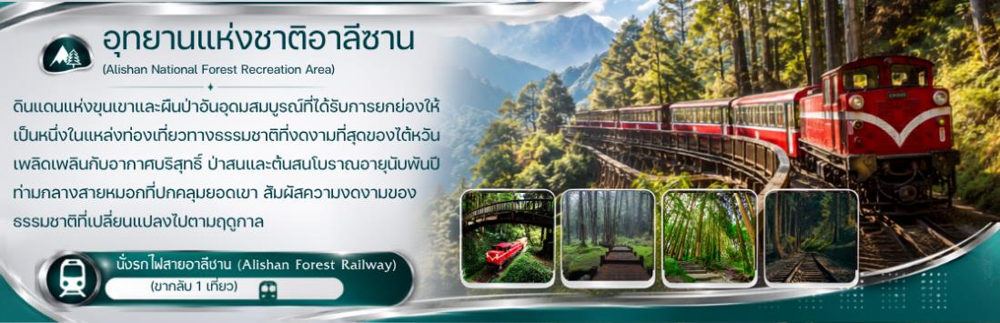 อุทยานแห่งชาติอาลีซาน
(Alishan National Forest Recreation Area)
ดินแดนแห่งขุนเขาและผืนป่าอันอุดมสมบูรณ์ที่ได้รับการยกย่องให้
เป็นหนึ่งในแหล่งท่องเที่ยวทางธรรมชาติที่งดงามที่สุดของไต้หวัน
เพลิดเพลินกับอากาศบริสุทธิ์ ป่าสนและต้นสนโบราณอายุนับพันปี
ท่ามกลางสายหมอกที่ปกคลุมยอดเขา สัมผัสความงดงามของ
ธรรมชาติที่เปลี่ยนแปลงไปตามฤดูกาล
นั่งรถไฟสายอาลีซาน (Alishan Forest Railway)
(ขากลับ 1 เที่ยว)